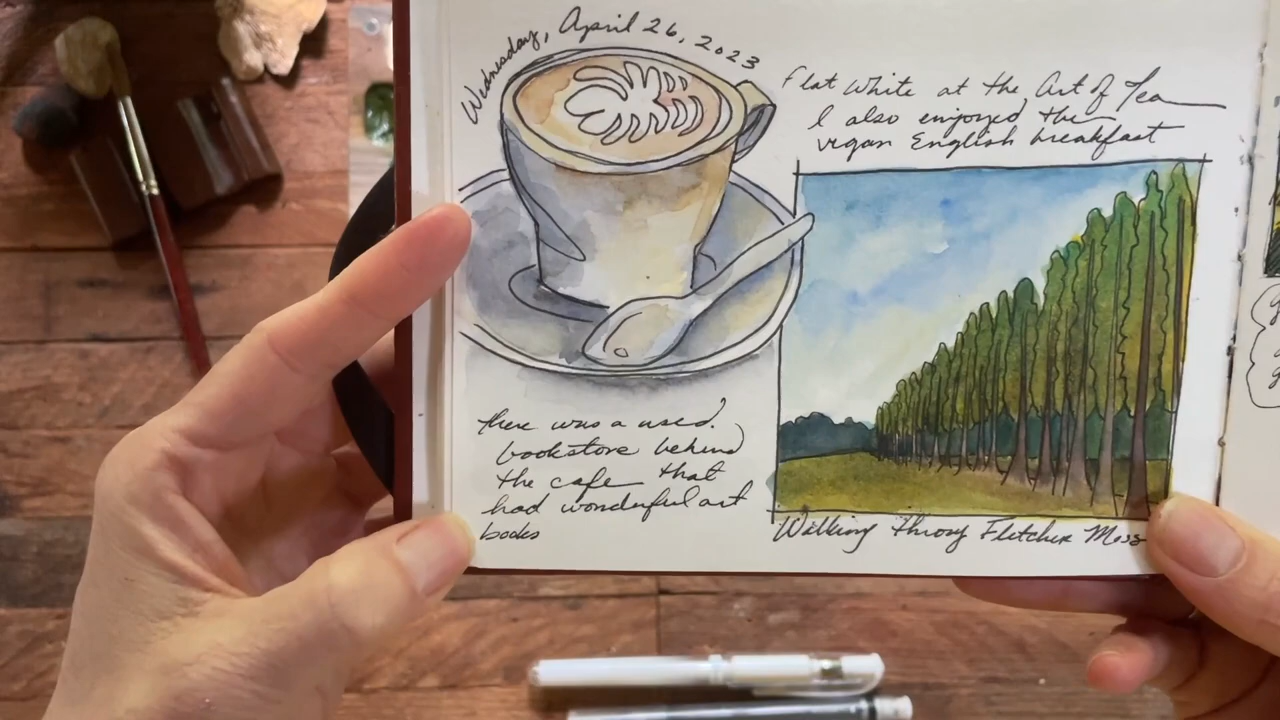 Wednesday, April 26, 2023
Flat White at the Art of Tea
I also enjoyed the
vegan English breakfast
there was a used
bookstore behind
the cafe that
had wonderful art
books
Walking throug Fletcher Moss